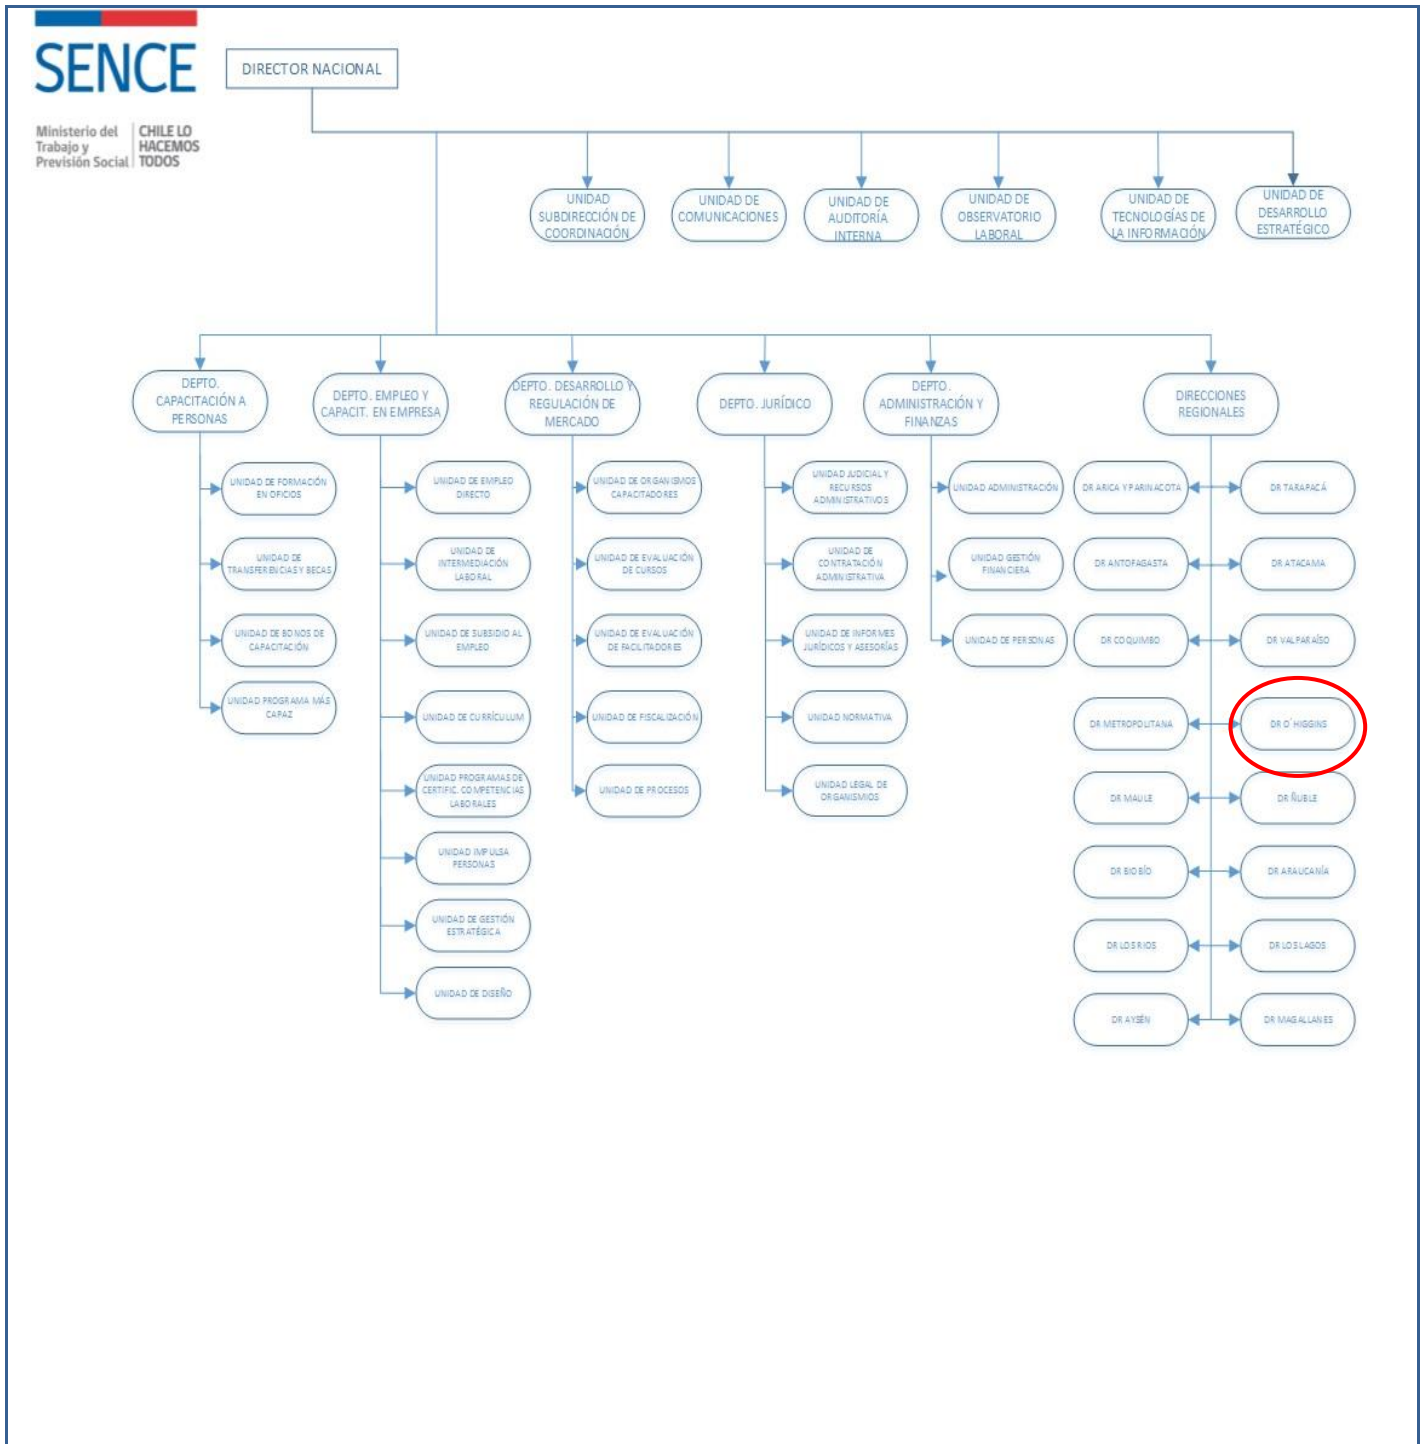 SENCE
Ministerio del
Trabajo y
Previsión Social
CHILE LO
HACEMOS
TODOS
DIRECTOR NACIONAL
UNIDAD
SUBDIRECCIÓN DE
COORDINACIÓN
UNIDAD DE
COMUNICACIONES
UNIDAD DE
AUDITORÍA
INTERNA
UNIDAD DE
OBSERVATORIO
LABORAL
UNIDAD DE
TECNOLOGÍAS DE
LA INFORMACIÓN
UNIDAD DE
DESARROLLO
ESTRATÉGICO
DEPTO.
CAPACITACIÓN A
PERSONAS
DEPTO. EMPLEO Y
CAPACIT. EN EMPRESA
DEPTO. DESARROLLO Y
REGULACIÓN DE
MERCADO
DEPTO. JURÍDICO
DEPTO.
ADMINISTRACIÓN Y
FINANZAS
DIRECCIONES
REGIONALES
UNIDAD DE FORMACIÓN
EN OFICIOS
UNIDAD DE
TRANSFERENCIAS Y BECAS
UNIDAD DE BONOS DE
CAPACITACIÓN
UNIDAD PROGRAMA MÁS
CAPAZ
UNIDAD DE EMPLEO
DIRECTO
UNIDAD DE
INTERMEDIACIÓN
LABORAL
UNIDAD DE SUBSIDIO AL
EMPLEO
UNIDAD DE CURRÍCULUM
UNIDAD PROGRAMAS DE
CERTIFIC. COMPETENCIAS
LABORALES
UNIDAD IMPULSA
PERSONAS
UNIDAD DE GESTIÓN
ESTRATÉGICA
UNIDAD DE DISEÑO
UNIDAD DE ORGANISMOS
CAPACITADORES
UNIDAD DE EVALUACIÓN
DE CURSOS
UNIDAD DE EVALUACIÓN
DE FACILITADORES
UNIDAD DE FISCALIZACIÓN
UNIDAD DE PROCESOS
UNIDAD JUDICIAL Y
RECURSOS
ADMINISTRATIVOS
UNIDAD DE
CONTRATACIÓN
ADMINISTRATIVA
UNIDAD DE INFORMES
JURÍDICOS Y ASESORÍAS
UNIDAD NORMATIVA
UNIDAD LEGAL DE
ORGANISMIOS
UNIDAD ADMINISTRACIÓN
UNIDAD GESTIÓN
FINANCIERA
UNIDAD DE PERSONAS
DR ARICA Y PARINACOTA
DR TARAPACÁ
DR ANTOFAGASTA
DR ATACAMA
DR COQUIMBO
DR VALPARAÍSO
DR METROPOLITANA
DR O´HIGGINS
DR MAULE
DR ÑUBLE
DR BIO BÍO
DR ARAUCANÍA
DR LOS RIOS
DR LOS LAGOS
DR AYSÉN
DR MAGALLANES